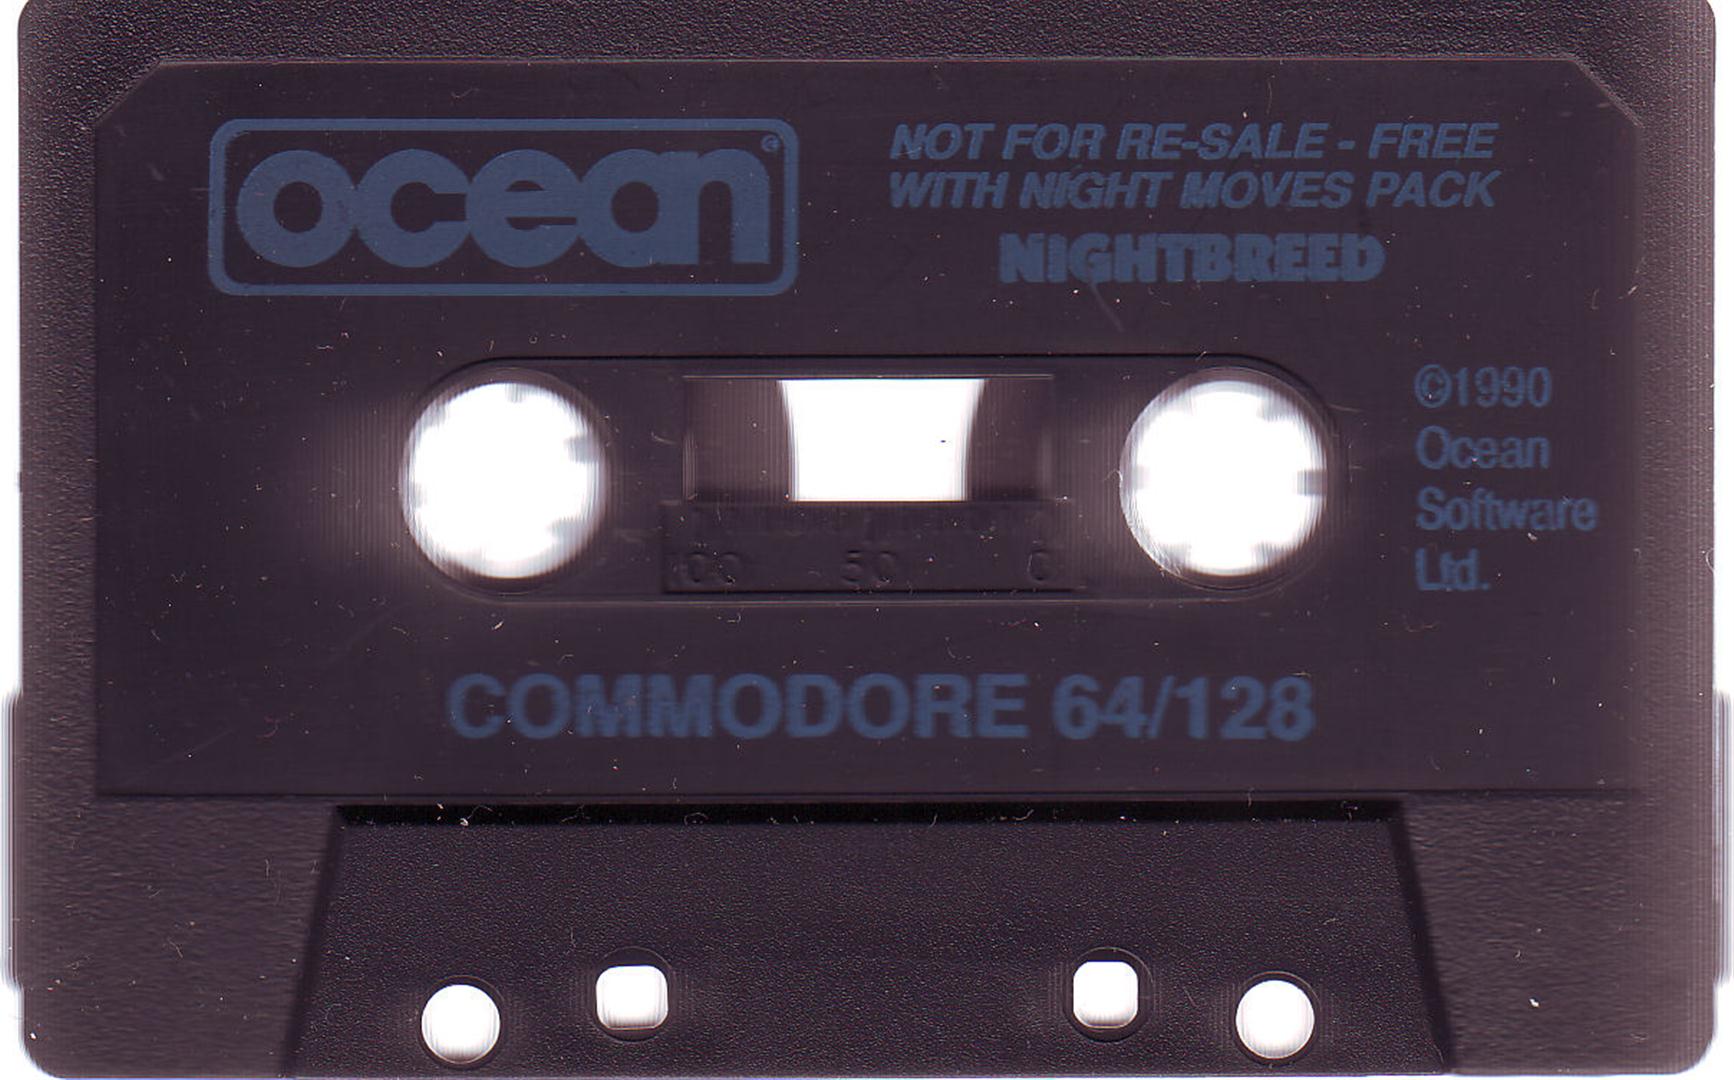 ocean
NOT FOR RE-SALE - FREE
WITH NIGHT MOVES PACK
NIGHTBREED
©1990
Ocean
Software
Ltd.
100 50 0
COMMODORE 64/128